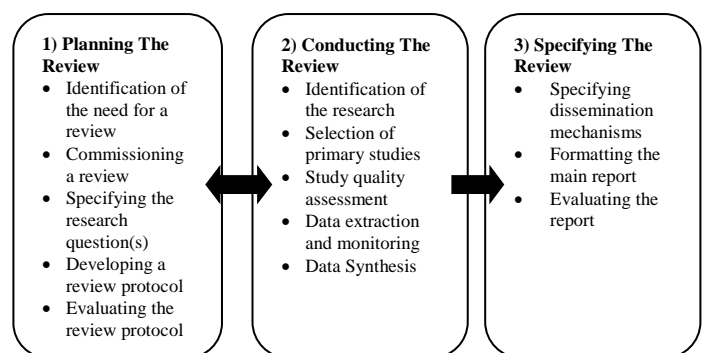 1) Planning The
Review
• Identification of
the need for a
review
• Commissioning
a review
• Specifying the
research
question(s)
• Developing a
review protocol
• Evaluating the
review protocol
2) Conducting The
Review
• Identification of
the research
• Selection of
primary studies
• Study quality
assessment
• Data extraction
and monitoring
• Data Synthesis
3) Specifying The
Review
• Specifying
dissemination
mechanisms
• Formatting the
main report
• Evaluating the
report